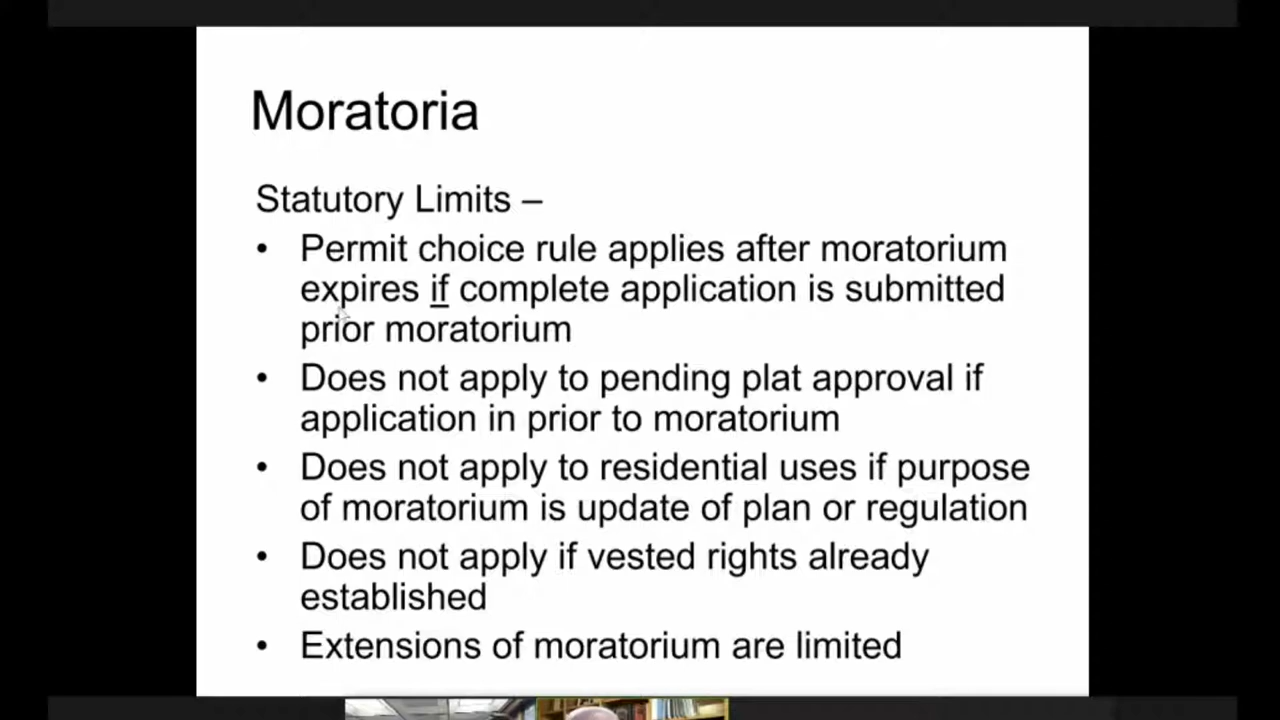 Moratoria
Statutory Limits –
• Permit choice rule applies after moratorium
expires if complete application is submitted
prior moratorium
• Does not apply to pending plat approval if
application in prior to moratorium
• Does not apply to residential uses if purpose
of moratorium is update of plan or regulation
• Does not apply if vested rights already
established
• Extensions of moratorium are limited